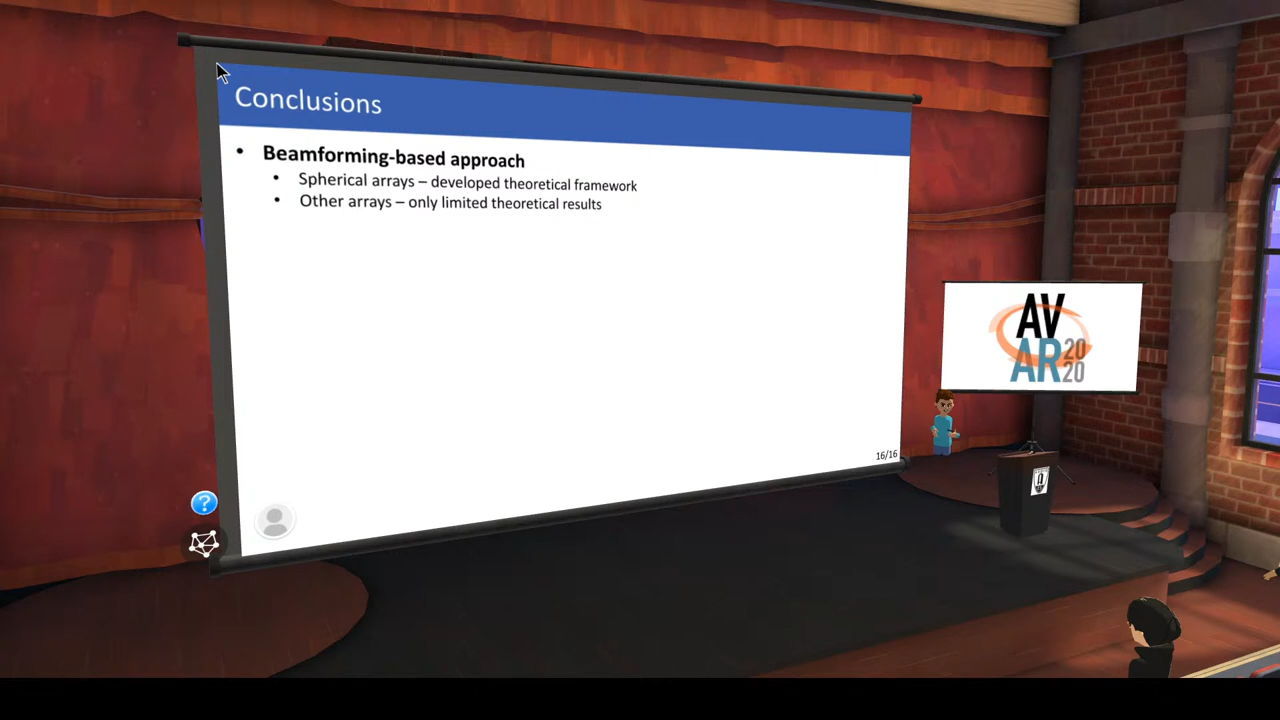 Conclusions
• Beamforming-based approach
• Spherical arrays – developed theoretical framework
• Other arrays – only limited theoretical results
16/16
?
AV
AR 20
20